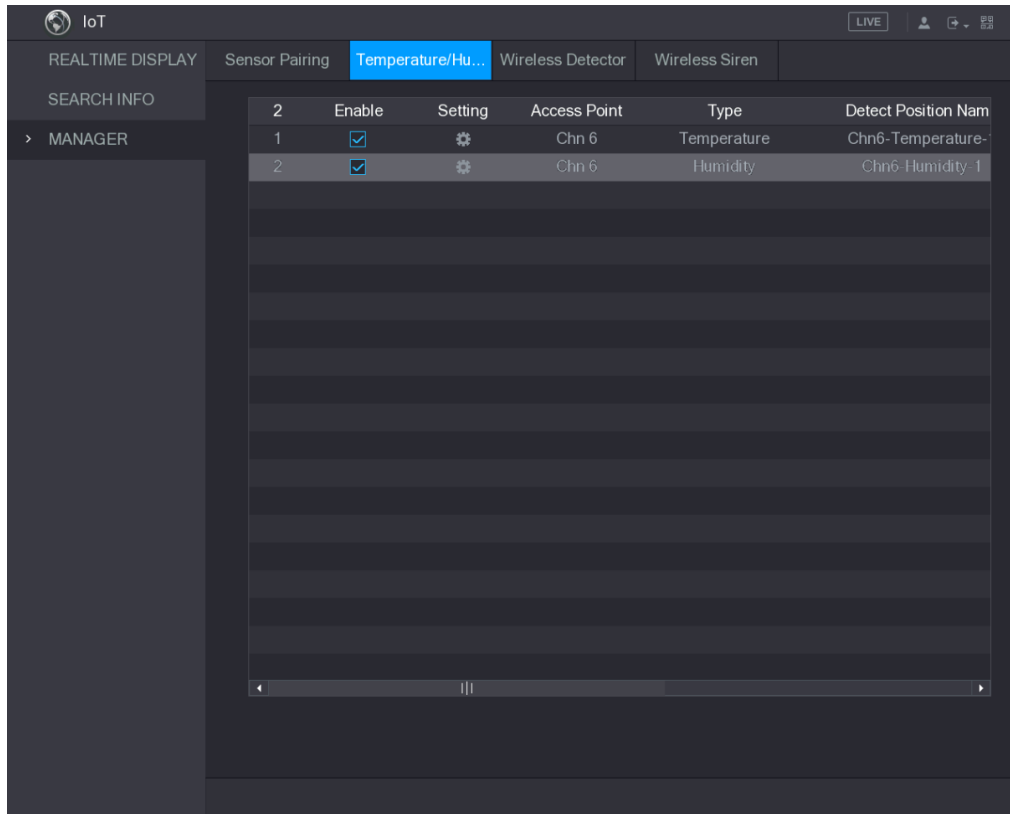 IoT
LIVE
REALTIME DISPLAY
SEARCH INFO
MANAGER
Sensor Pairing Temperature/Hu... Wireless Detector Wireless Siren
2 Enable Setting Access Point Type Detect Position Nam
1 Chn 6 Temperature Chn6-Temperature-
2 Chn 6 Humidity Chn6-Humidity-1